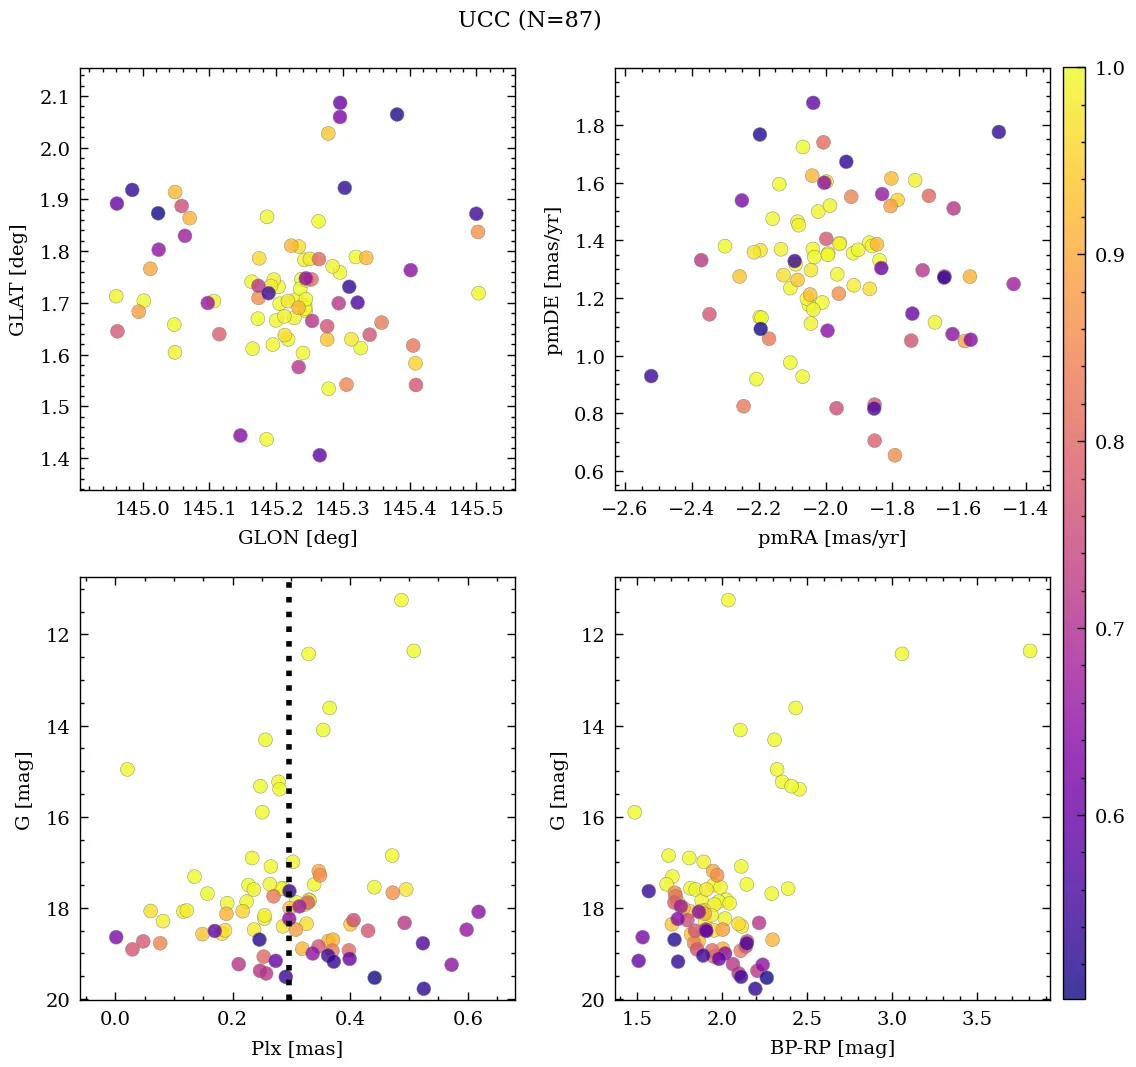 UCC (N=87)
2.1
2.0
1.9
1.8
1.7
1.6
1.5
1.4
GLAT [deg]
145.0 145.1 145.2 145.3 145.4 145.5
GLON [deg]
1.8
1.6
1.4
1.2
1.0
0.8
0.6
pmDE [mas/yr]
−2.6 −2.4 −2.2 −2.0 −1.8 −1.6 −1.4
pmRA [mas/yr]
12
14
16
18
20
G [mag]
0.0 0.2 0.4 0.6
Plx [mas]
12
14
16
18
20
G [mag]
1.5 2.0 2.5 3.0 3.5
BP-RP [mag]
1.0
0.9
0.8
0.7
0.6